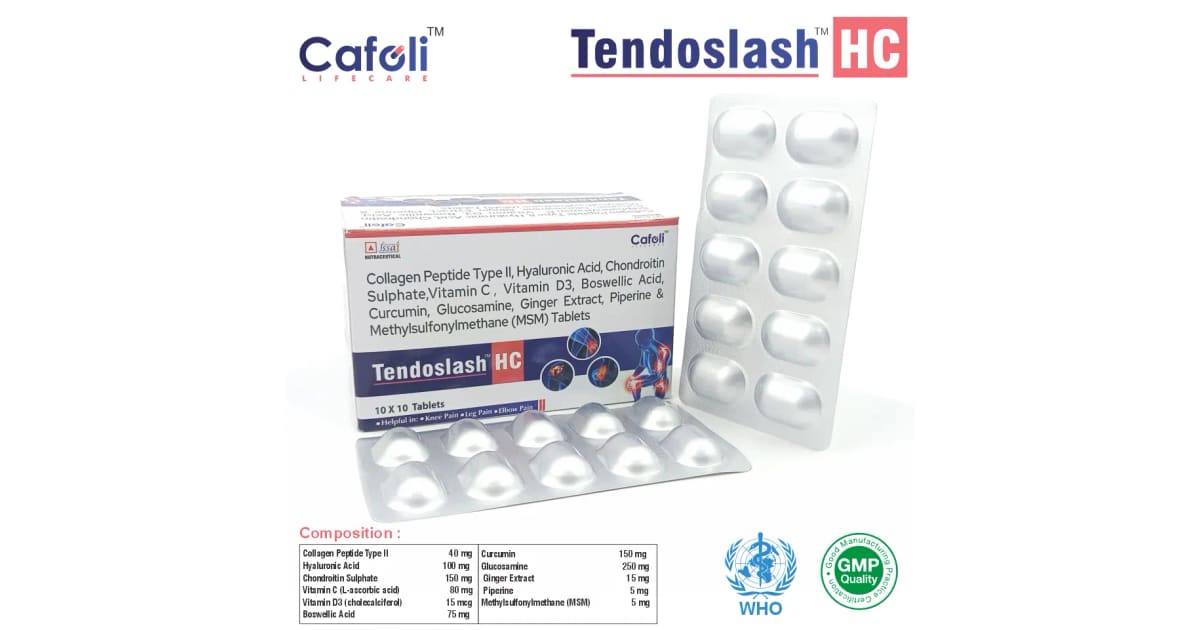 Cafoli™
LIFECARE
Tendoslash™ HC
fssai
NUTRACEUTICAL
Cafoli
LIFECARE
Collagen Peptide Type II, Hyaluronic Acid, Chondroitin
Sulphate,Vitamin C , Vitamin D3, Boswellic Acid,
Curcumin, Glucosamine, Ginger Extract, Piperine &
Methylsulfonylmethane (MSM) Tablets
Tendoslash™ HC
10 X 10 Tablets
•Helpful in: •Knee Pain •Leg Pain •Elbow Pain
Composition :
Collagen Peptide Type II 40 mg
Hyaluronic Acid 100 mg
Chondroitin Sulphate 150 mg
Vitamin C (L-ascorbic acid) 80 mg
Vitamin D3 (cholecalciferol) 15 mcg
Boswellic Acid 75 mg
Curcumin 150 mg
Glucosamine 250 mg
Ginger Extract 15 mg
Piperine 5 mg
Methylsulfonylmethane (MSM) 5 mg
WHO
Good Manufacturing
GMP
Quality
Practice Certification